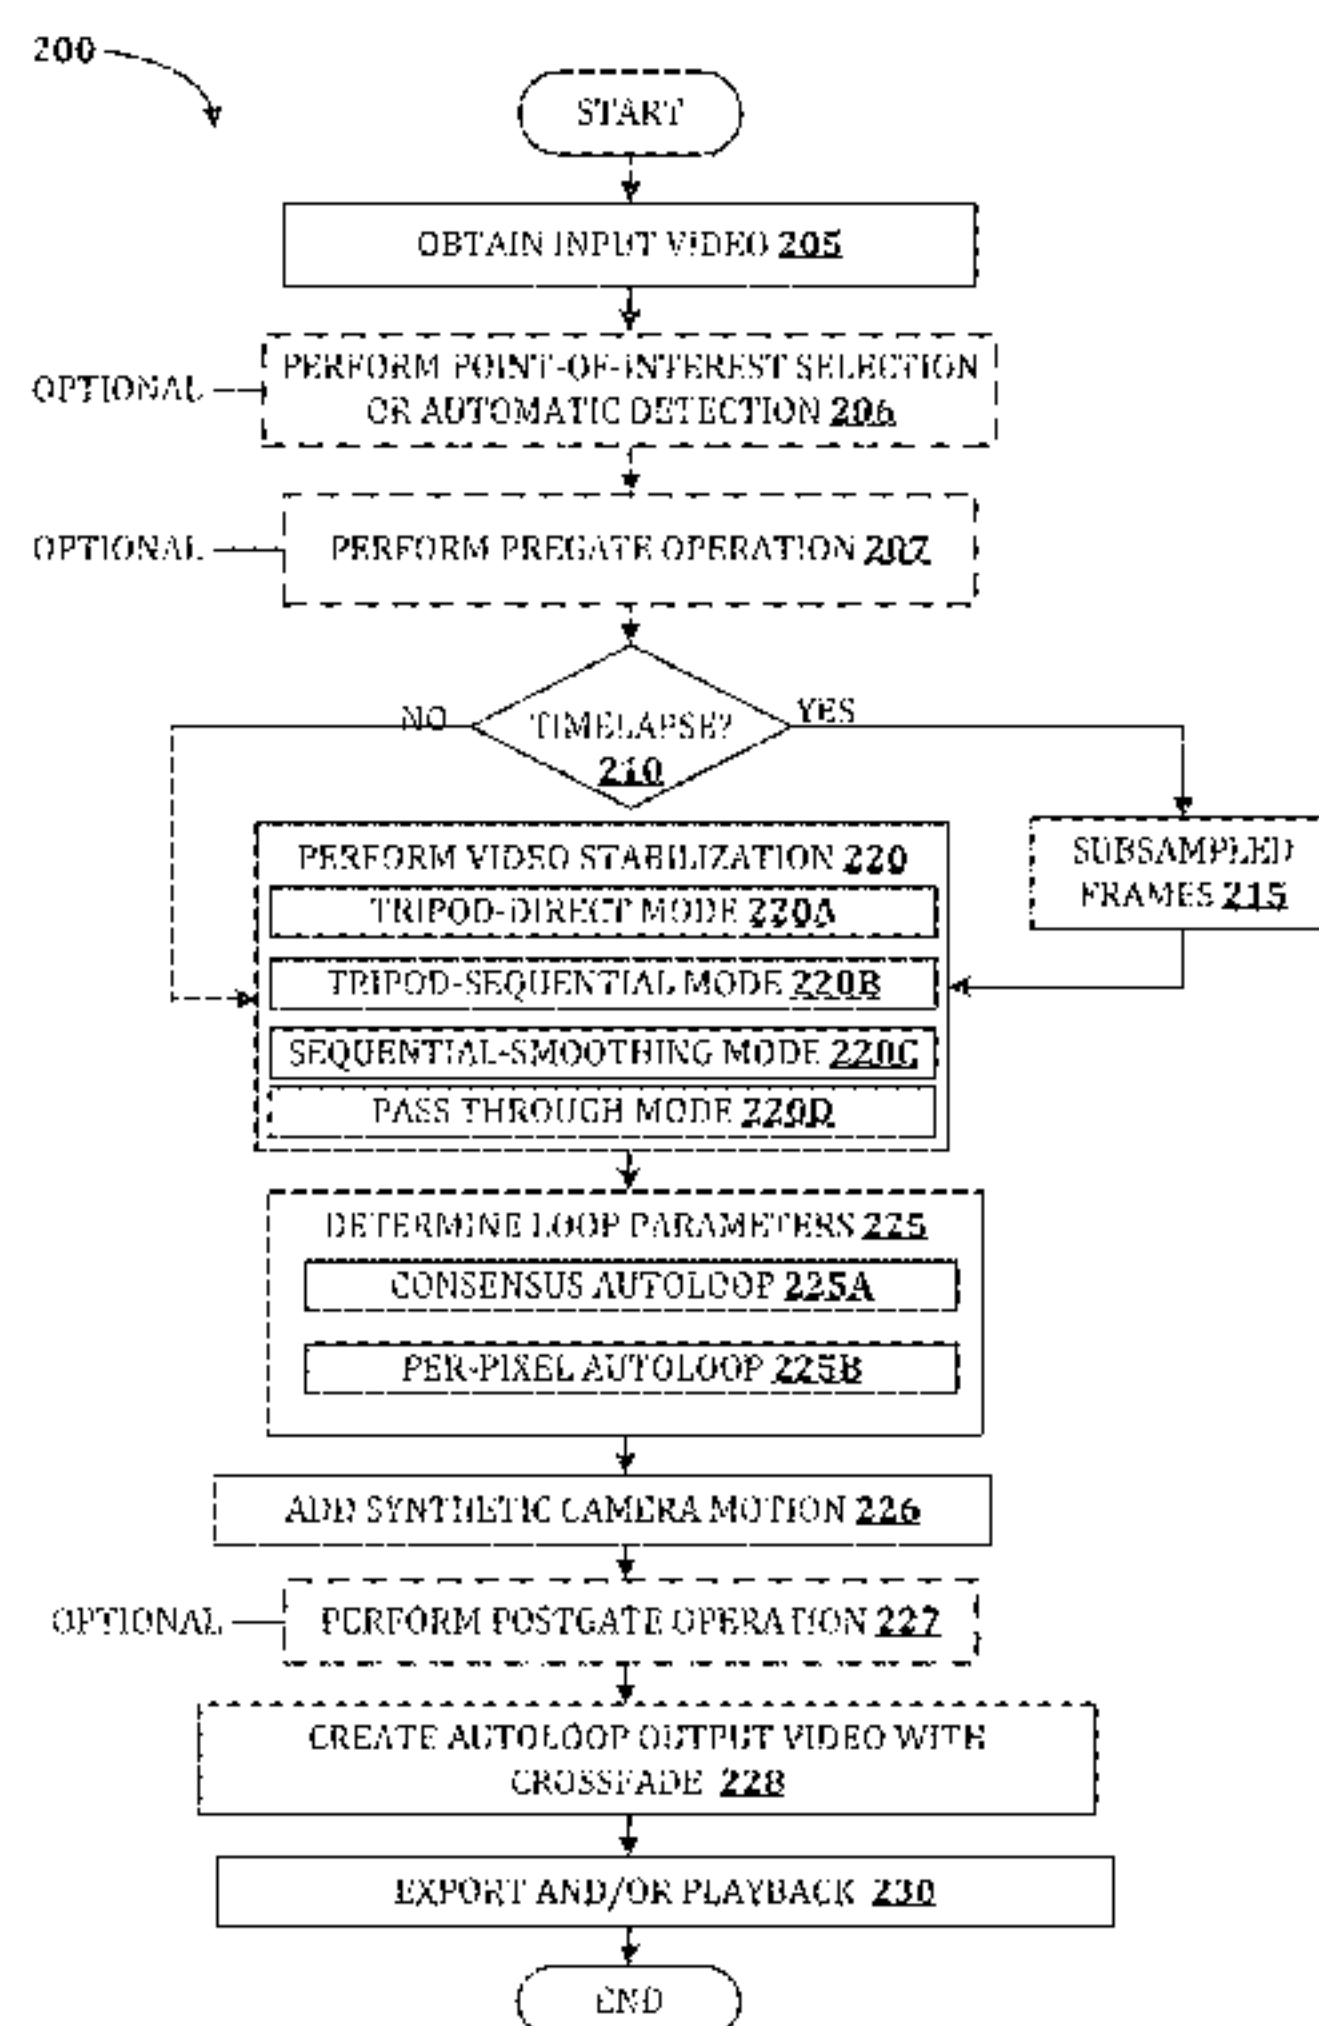 200
START
OBTAIN INPUT VIDEO 205
OPTIONAL
PERFORM POINT-OF-INTEREST SELECTION
OR AUTOMATIC DETECTION 206
OPTIONAL
PERFORM PREGATE OPERATION 207
NO
TIMELAPSE?
YES
210
PERFORM VIDEO STABILIZATION 220
SUBSAMPLED
FRAMES 215
TRIPOD-DIRECT MODE 220A
TRIPOD-SEQUENTIAL MODE 220B
SEQUENTIAL-SMOOTHING MODE 220C
PASS THROUGH MODE 220D
DETERMINE LOOP PARAMETERS 225
CONSENSUS AUTOLOOP 225A
PER-PIXEL AUTOLOOP 225B
ADD SYNTHETIC CAMERA MOTION 226
OPTIONAL
PERFORM POSTGATE OPERATION 227
CREATE AUTOLOOP OUTPUT VIDEO WITH
CROSSFADE 228
EXPORT AND/OR PLAYBACK 230
END